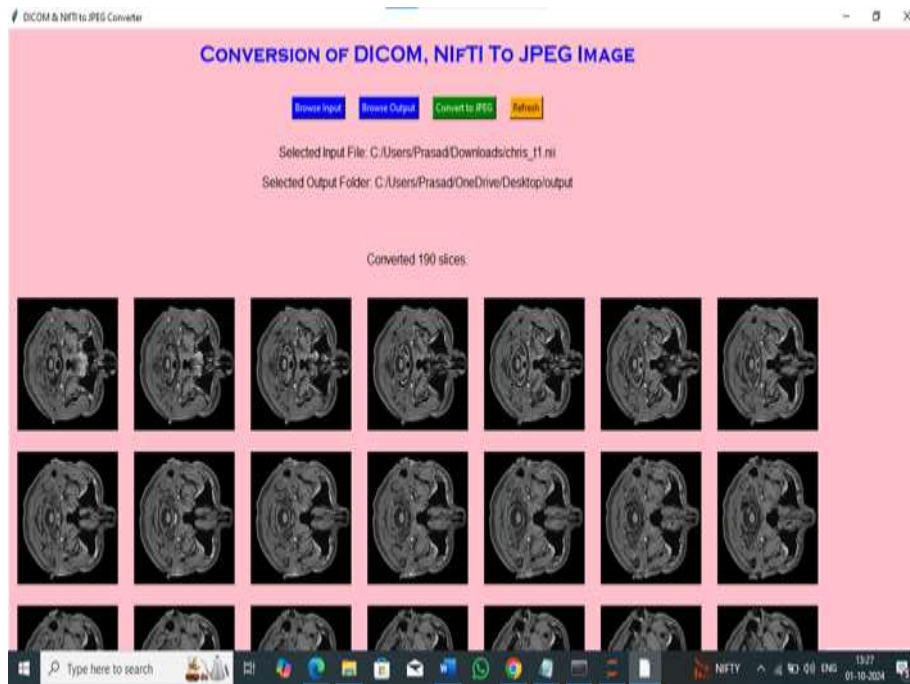 DICOM & NIfTI to JPEG Converter
CONVERSION OF DICOM, NIFTI TO JPEG IMAGE
Browse Input Browse Output Convert to JPEG Refresh
Selected Input File: C:/Users/Prasad/Downloads/chris_t1.nii
Selected Output Folder: C:/Users/Prasad/OneDrive/Desktop/output
Converted 190 slices.
Type here to search
NIFTY
ENG
13:27
01-10-2024